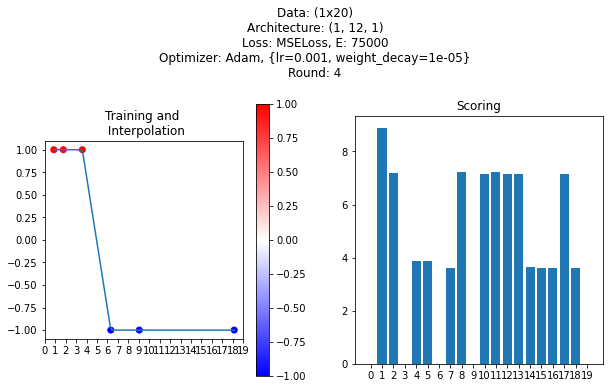 Data: (1x20)
Architecture: (1, 12, 1)
Loss: MSELoss, E: 75000
Optimizer: Adam, {lr=0.001, weight_decay=1e-05}
Round: 4
Training and
Interpolation
1.00
0.75
0.50
0.25
0.00
−0.25
−0.50
−0.75
−1.00
0 1 2 3 4 5 6 7 8 9 10 11 12 13 14 15 16 17 18 19
1.00
0.75
0.50
0.25
0.00
−0.25
−0.50
−0.75
−1.00
Scoring
8
6
4
2
0
0 1 2 3 4 5 6 7 8 9 10 11 12 13 14 15 16 17 18 19